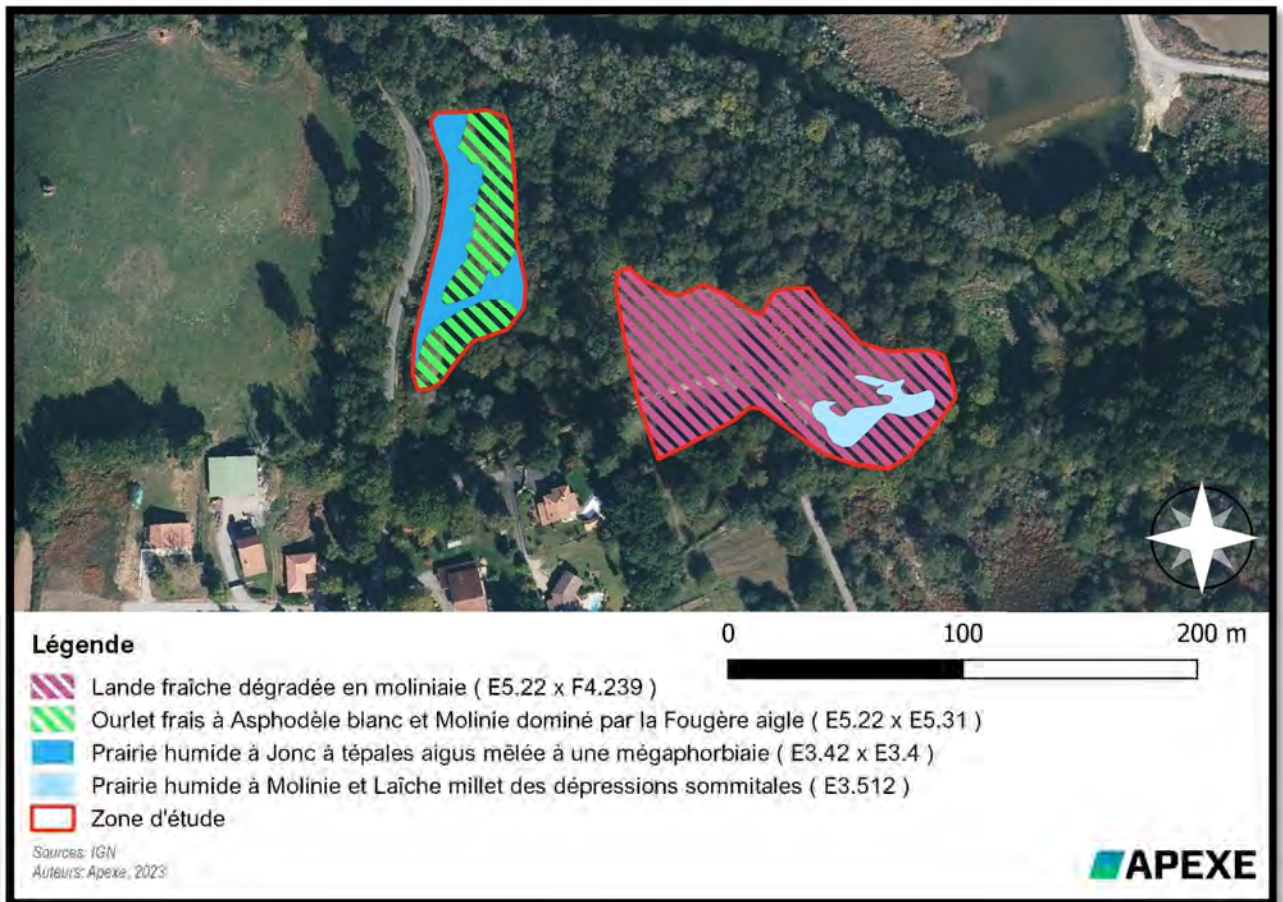 Légende
0 100 200 m
Lande fraîche dégradée en moliniaie ( E5.22 x F4.239 )
Ourlet frais à Asphodèle blanc et Molinie dominé par la Fougère aigle ( E5.22 x E5.31 )
Prairie humide à Jonc à tépales aigus mêlée à une mégaphorbiaie ( E3.42 x E3.4 )
Prairie humide à Molinie et Laîche millet des dépressions sommitales ( E3.512 )
Zone d'étude
Sources: IGN
Auteurs: Apexe, 2023
APEXE